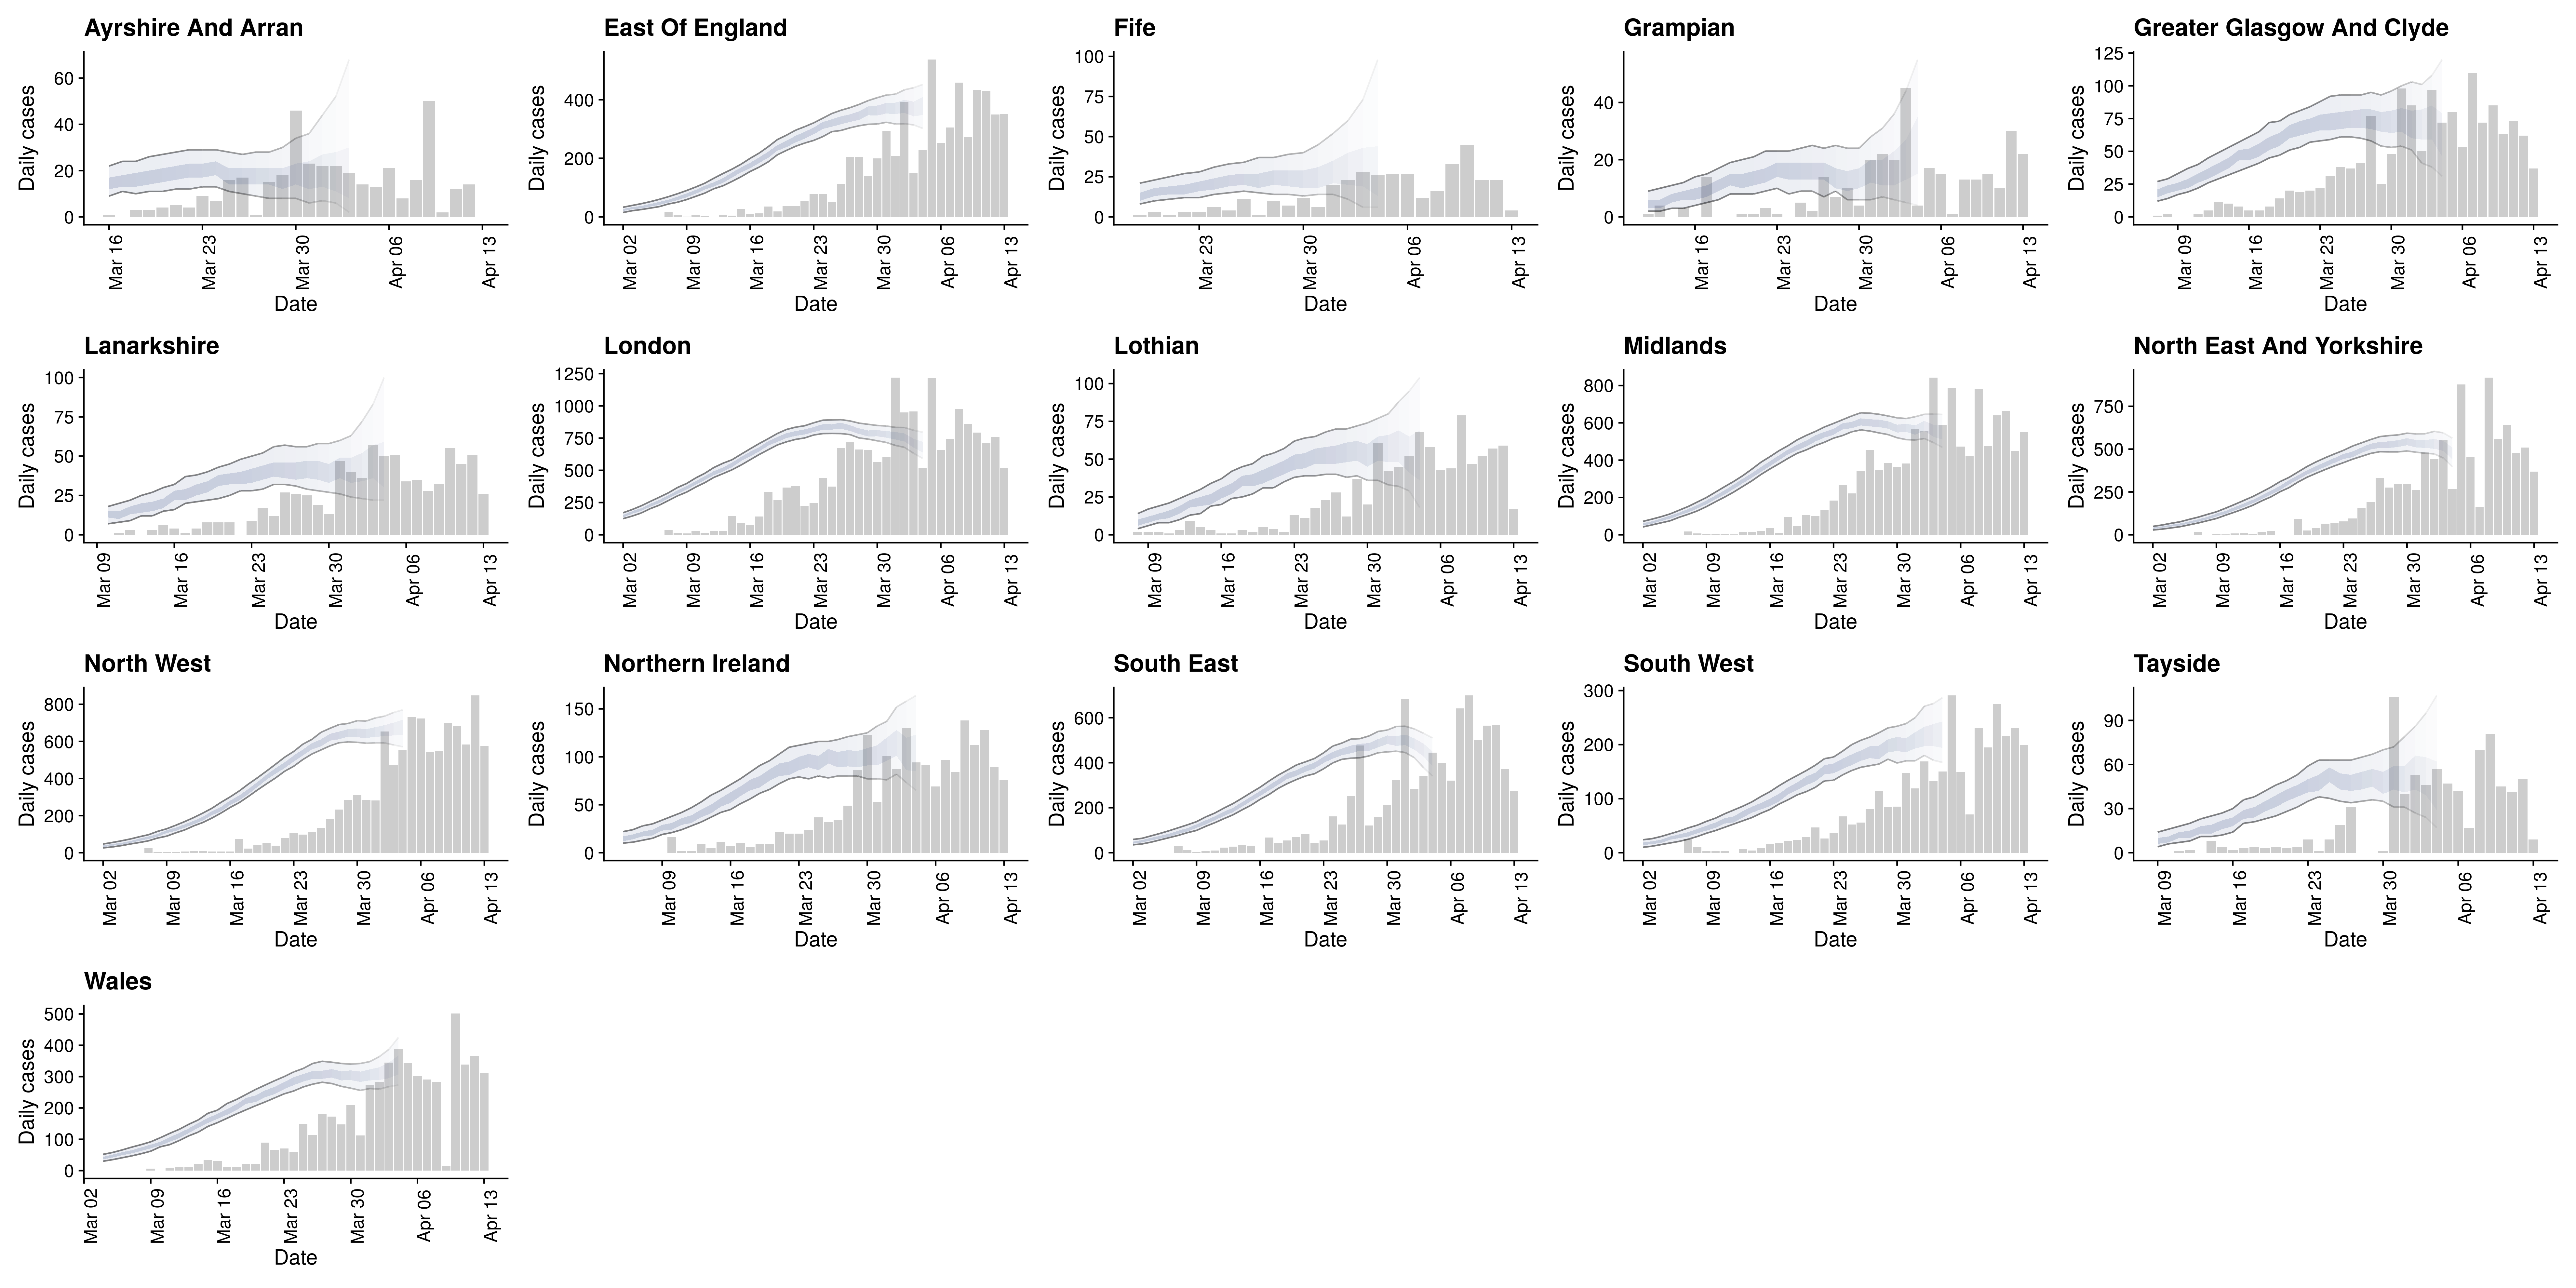 Ayrshire And Arran
Daily cases
60
40
20
0
Mar 16
Mar 23
Mar 30
Apr 06
Apr 13
Date
East Of England
Daily cases
400
200
0
Mar 02
Mar 09
Mar 16
Mar 23
Mar 30
Apr 06
Apr 13
Date
Fife
Daily cases
100
75
50
25
0
Mar 23
Mar 30
Apr 06
Apr 13
Date
Grampian
Daily cases
40
20
0
Mar 16
Mar 23
Mar 30
Apr 06
Apr 13
Date
Greater Glasgow And Clyde
Daily cases
125
100
75
50
25
0
Mar 09
Mar 16
Mar 23
Mar 30
Apr 06
Apr 13
Date
Lanarkshire
Daily cases
100
75
50
25
0
Mar 09
Mar 16
Mar 23
Mar 30
Apr 06
Apr 13
Date
London
Daily cases
1250
1000
750
500
250
0
Mar 02
Mar 09
Mar 16
Mar 23
Mar 30
Apr 06
Apr 13
Date
Lothian
Daily cases
100
75
50
25
0
Mar 09
Mar 16
Mar 23
Mar 30
Apr 06
Apr 13
Date
Midlands
Daily cases
800
600
400
200
0
Mar 02
Mar 09
Mar 16
Mar 23
Mar 30
Apr 06
Apr 13
Date
North East And Yorkshire
Daily cases
750
500
250
0
Mar 02
Mar 09
Mar 16
Mar 23
Mar 30
Apr 06
Apr 13
Date
North West
Daily cases
800
600
400
200
0
Mar 02
Mar 09
Mar 16
Mar 23
Mar 30
Apr 06
Apr 13
Date
Northern Ireland
Daily cases
150
100
50
0
Mar 09
Mar 16
Mar 23
Mar 30
Apr 06
Apr 13
Date
South East
Daily cases
600
400
200
0
Mar 02
Mar 09
Mar 16
Mar 23
Mar 30
Apr 06
Apr 13
Date
South West
Daily cases
300
200
100
0
Mar 02
Mar 09
Mar 16
Mar 23
Mar 30
Apr 06
Apr 13
Date
Tayside
Daily cases
90
60
30
0
Mar 09
Mar 16
Mar 23
Mar 30
Apr 06
Apr 13
Date
Wales
Daily cases
500
400
300
200
100
0
Mar 02
Mar 09
Mar 16
Mar 23
Mar 30
Apr 06
Apr 13
Date